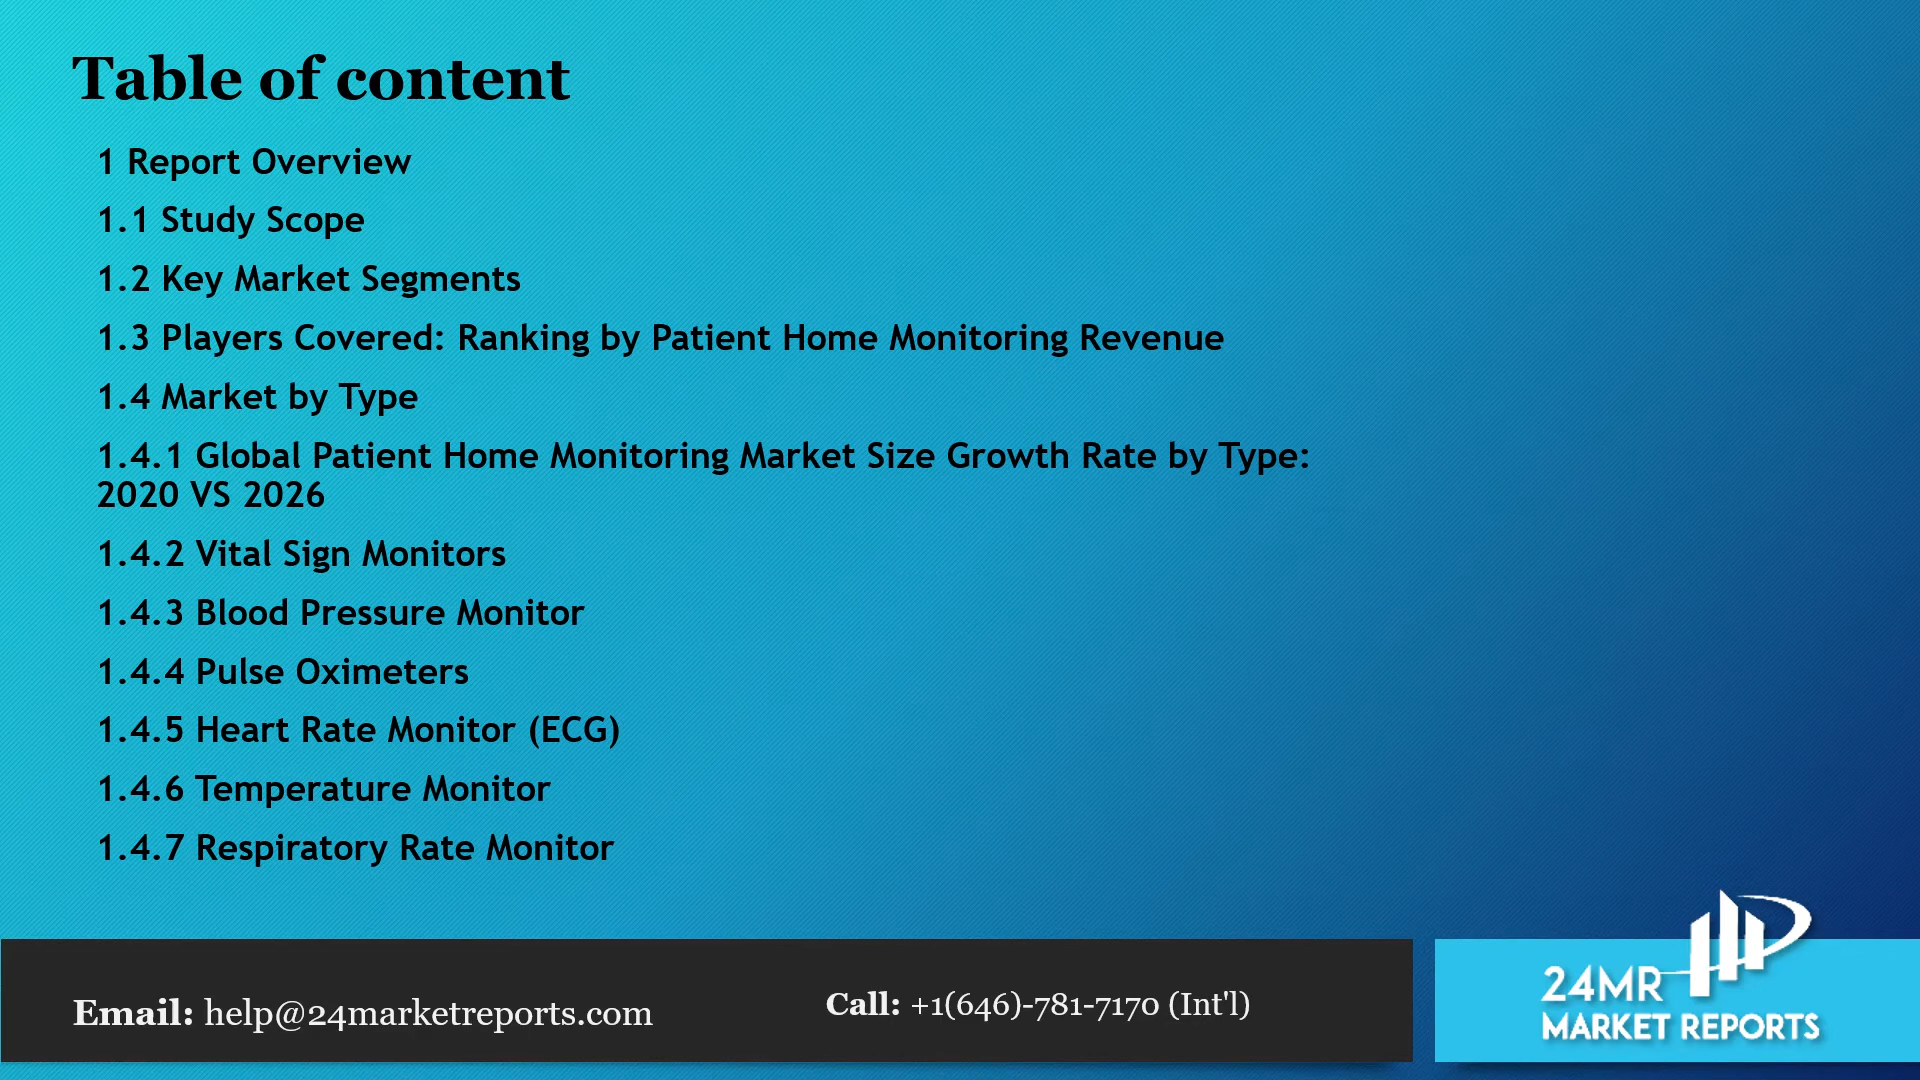 Table of content
1 Report Overview
1.1 Study Scope
1.2 Key Market Segments
1.3 Players Covered: Ranking by Patient Home Monitoring Revenue
1.4 Market by Type
1.4.1 Global Patient Home Monitoring Market Size Growth Rate by Type:
2020 VS 2026
1.4.2 Vital Sign Monitors
1.4.3 Blood Pressure Monitor
1.4.4 Pulse Oximeters
1.4.5 Heart Rate Monitor (ECG)
1.4.6 Temperature Monitor
1.4.7 Respiratory Rate Monitor
Email: help@24marketreports.com
Call: +1(646)-781-7170 (Int'l)
24MR
MARKET REPORTS